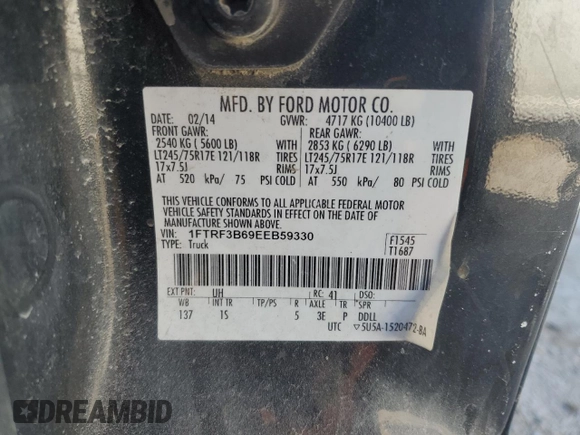 MFD. BY FORD MOTOR CO.
DATE: 02/14 GVWR: 4717 KG (10400 LB)
FRONT GAWR: REAR GAWR:
2540 KG ( 5600 LB) WITH 2853 KG ( 6290 LB) WITH
LT245/75R17E 121/118R TIRES LT245/75R17E 121/118R TIRES
17x7.5J RIMS 17x7.5J RIMS
AT 520 kPa/ 75 PSI COLD AT 550 kPa/ 80 PSI COLD
THIS VEHICLE CONFORMS TO ALL APPLICABLE FEDERAL MOTOR
VEHICLE SAFETY STANDARDS IN EFFECT ON THE DATE OF
MANUFACTURE SHOWN ABOVE.
VIN: 1FTRF3B69EEB59330 F1545
TYPE: Truck T1687
EXT PNT: UH RC: 41 DSO:
WB INT TR TP/PS R AXLE TR SPR
137 1S 5 3E P DDLL
UTC ▽5U5A-1520472-BA
DREAMBID